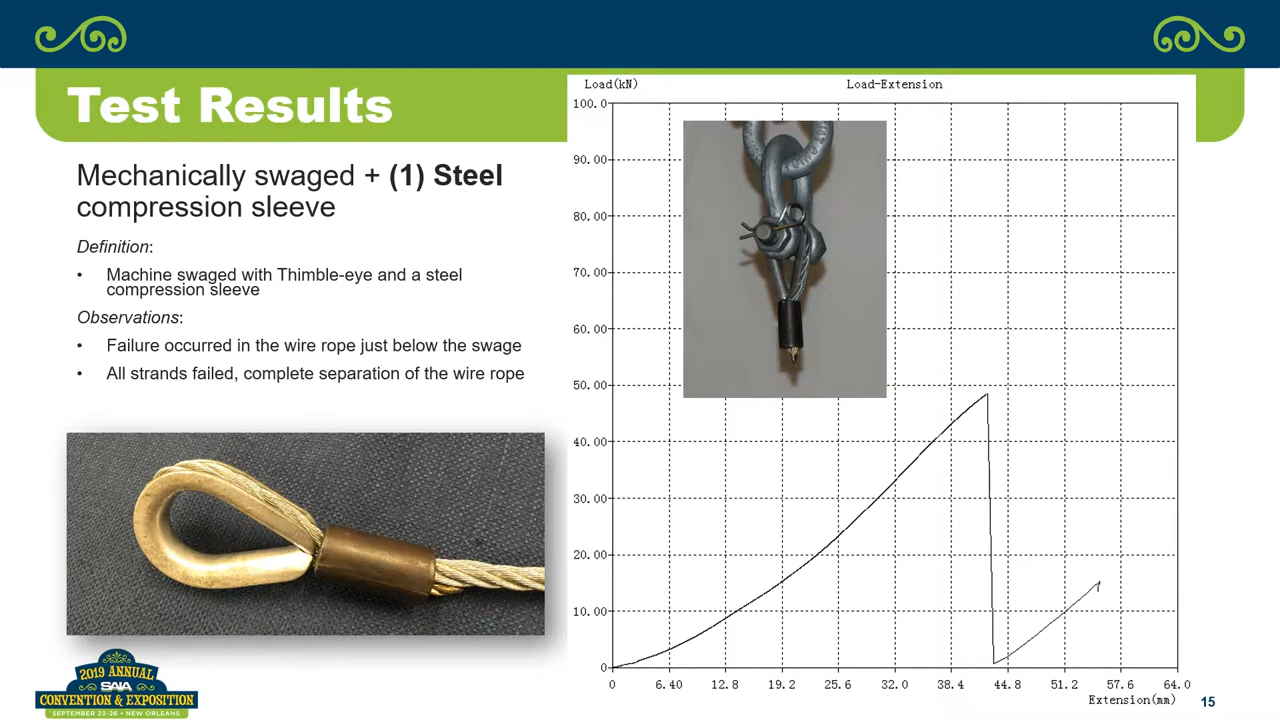 Test Results
Mechanically swaged + (1) Steel
compression sleeve
Definition:
• Machine swaged with Thimble-eye and a steel
compression sleeve
Observations:
• Failure occurred in the wire rope just below the swage
• All strands failed, complete separation of the wire rope
Load(kN)
Load-Extension
100.0
90.00
80.00
70.00
60.00
50.00
40.00
30.00
20.00
10.00
0
0 6.40 12.8 19.2 25.6 32.0 38.4 44.8 51.2 57.6 64.0
Extension(mm)
2019 ANNUAL
SAIA
CONVENTION & EXPOSITION
SEPTEMBER 23-26 • NEW ORLEANS
15